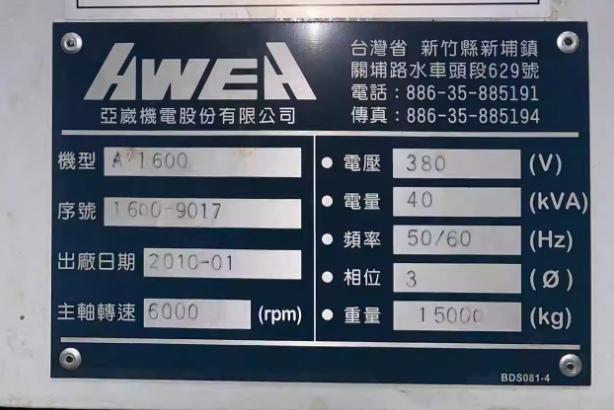 AWEA
亞崴機電股份有限公司
台灣省 新竹縣新埔鎮
關埔路水車頭段629號
電話：886-35-885191
傳真：886-35-885194
機型 A 1600
序號 1600-9017
出廠日期 2010-01
主軸轉速 6000 (rpm)
● 電壓 380 (V)
● 電量 40 (kVA)
● 頻率 50/60 (Hz)
● 相位 3 (Ø)
● 重量 15000 (kg)
BDS081-4